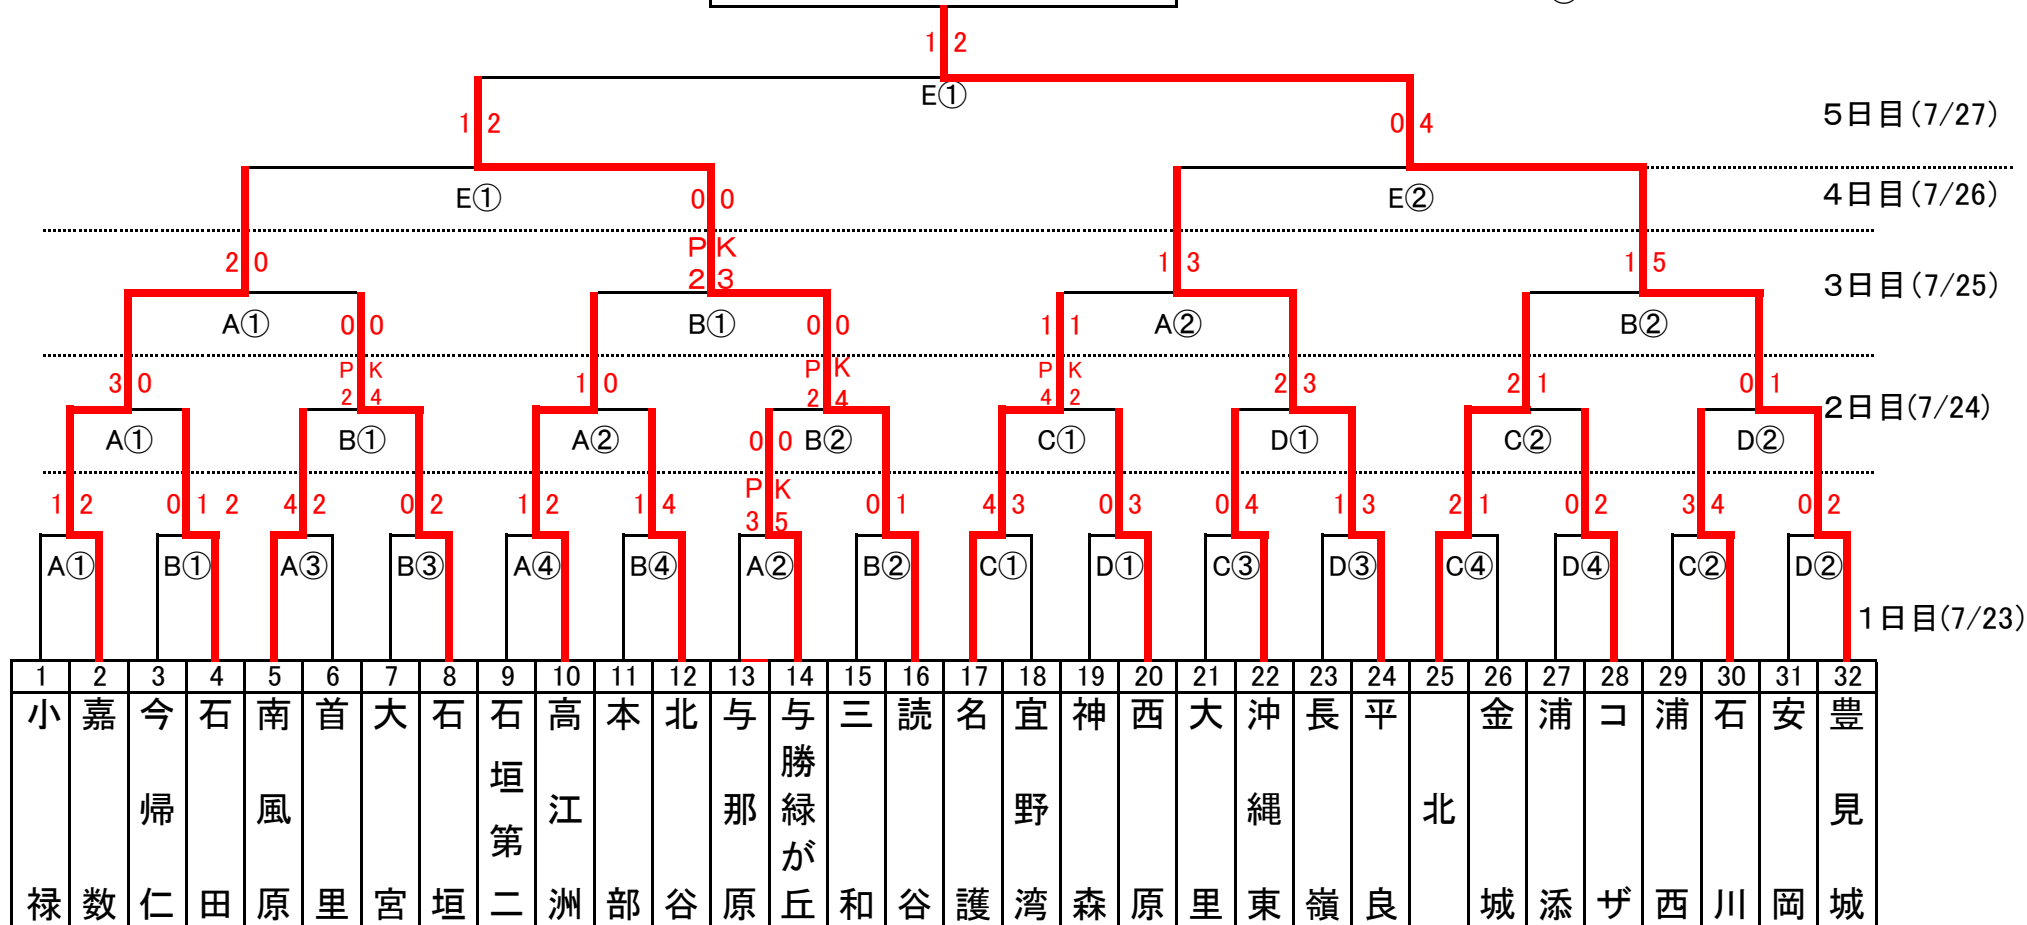 1 2
E①
5日目(7/27)
1 2
0 4
4日目(7/26)
E①
0 0
E②
PK
2 3
2 0
1 3
1 5
3日目(7/25)
A①
0 0
B①
0 0
1 1
A②
B②
PK
2 4
PK
2 4
PK
4 2
3 0
1 0
2 3
2 1
0 1
2日目(7/24)
A①
B①
A②
0 0
B②
C①
D①
C②
D②
PK
3 5
1 2
0 1 2
4 2
0 2
1 2
1 4
0 1
4 3
0 3
0 4
1 3
2 1
0 2
3 4
0 2
A① B① A③ B③ A④ B④ A② B② C① D① C③ D③ C④ D④ C② D②
1日目(7/23)
1 2 3 4 5 6 7 8 9 10 11 12 13 14 15 16 17 18 19 20 21 22 23 24 25 26 27 28 29 30 31 32
小禄
嘉数
今帰仁
石田
南風原
首里
大宮
石垣
石垣第二
高江洲
本部
北谷
与那原
与勝緑が丘
三和
読谷
名護
宜野湾
神森
西原
大里
沖縄東
長嶺
平良
北
金城
浦添
コザ
浦西
石川
安岡
豊見城